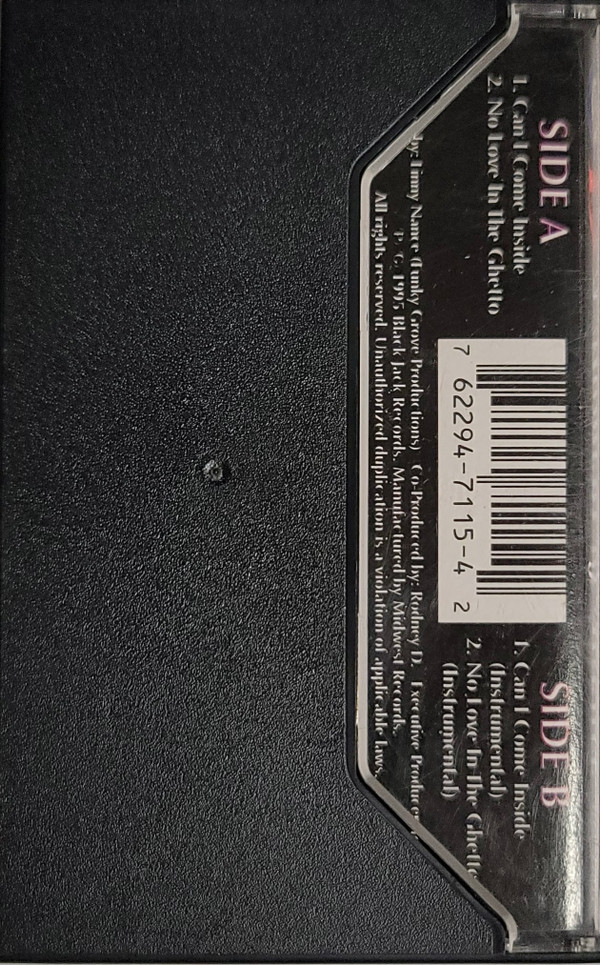 SIDE A
1. Can I Come Inside
2. No Love In The Ghetto
7 62294-7115-4 2
SIDE B
1. Can I Come Inside
(Instrumental)
2. No Love In The Ghetto
(Instrumental)
by: Nance (Funky Grove Productions) Co-Produced by: Rodney D. Executive
P. C. 1995 Black Jack Records. Manufactured by Midwest Records.
All rights reserved. Unauthorized duplication is a violation of applicable laws.